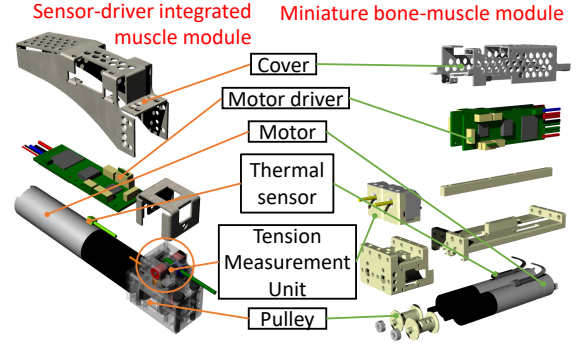 Sensor-driver integrated
muscle module
Miniature bone-muscle module
Cover
Motor driver
Motor
Thermal
sensor
Tension
Measurement
Unit
Pulley